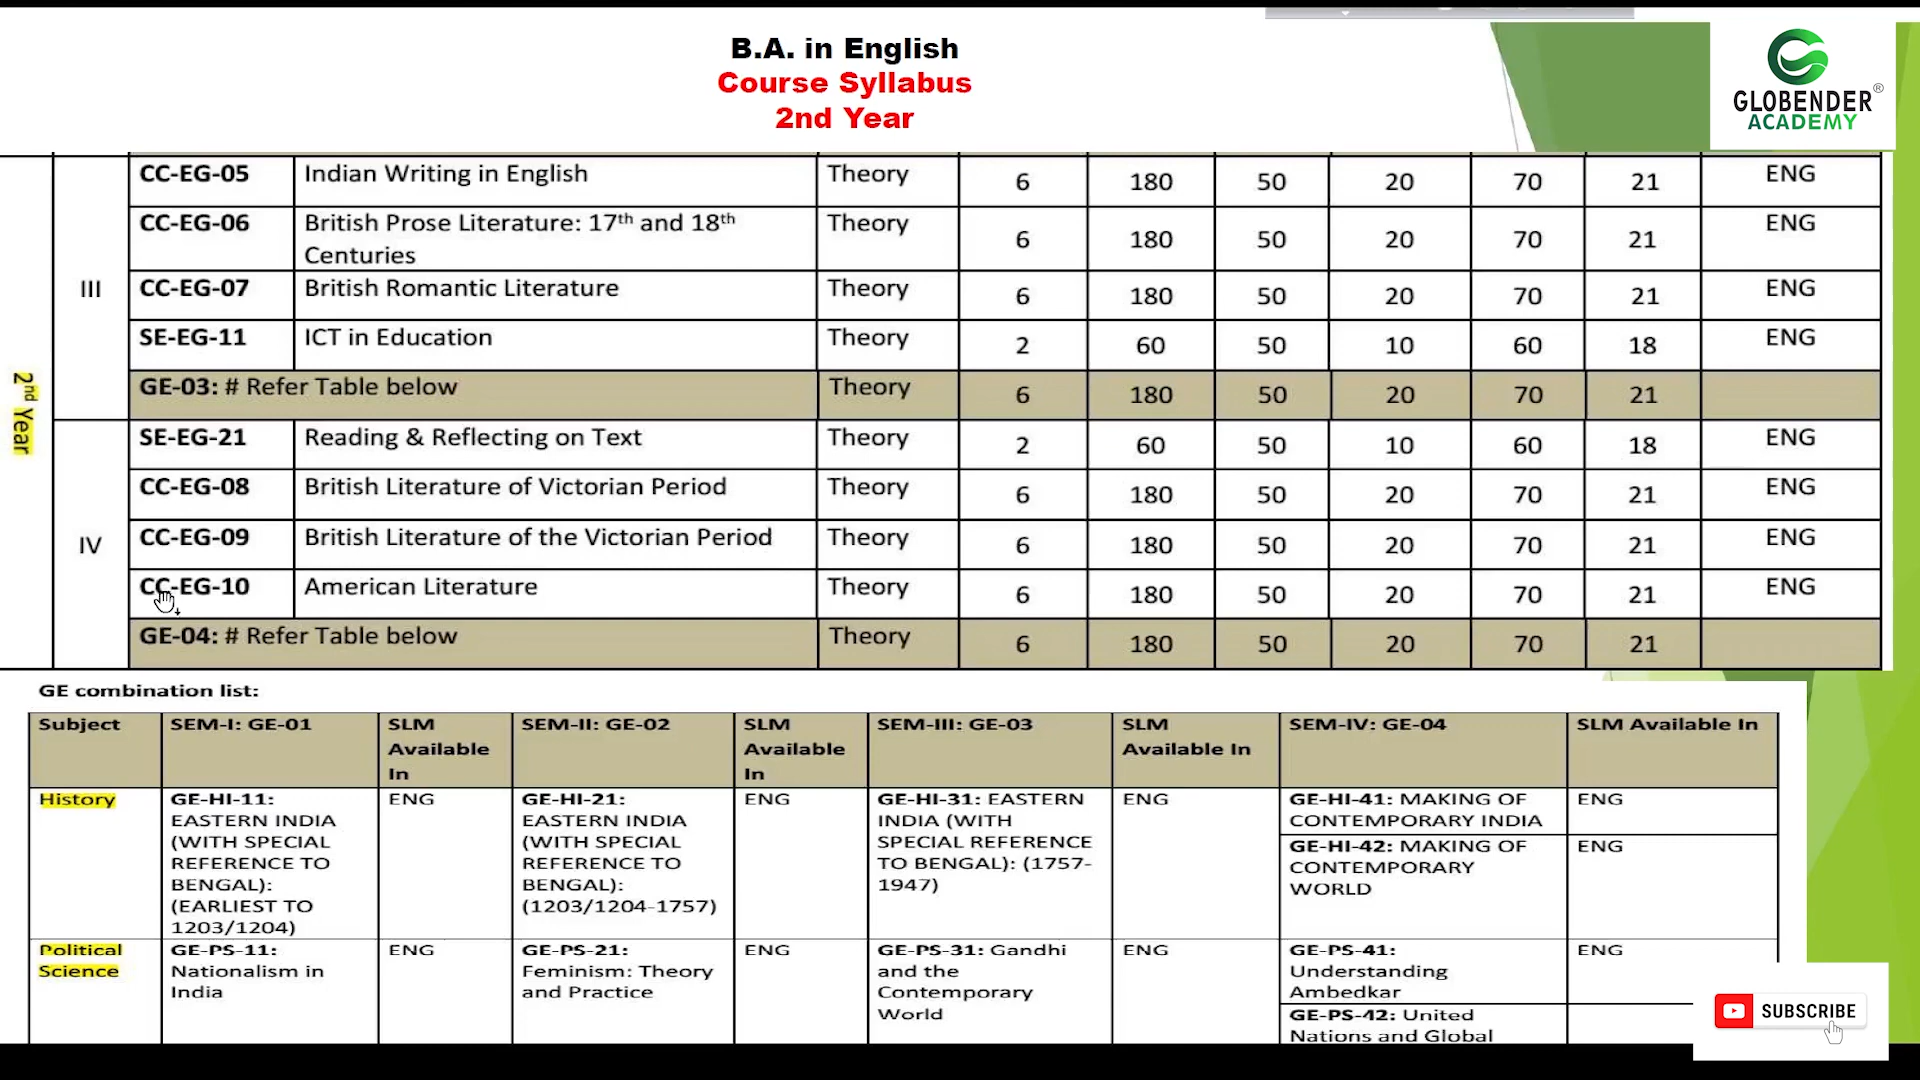 B.A. in English
Course Syllabus
2nd Year
GLOBENDER ®
ACADEMY
2nd Year
III
CC-EG-05 Indian Writing in English Theory 6 180 50 20 70 21 ENG
CC-EG-06 British Prose Literature: 17th and 18th Centuries Theory 6 180 50 20 70 21 ENG
CC-EG-07 British Romantic Literature Theory 6 180 50 20 70 21 ENG
SE-EG-11 ICT in Education Theory 2 60 50 10 60 18 ENG
GE-03: # Refer Table below Theory 6 180 50 20 70 21
IV
SE-EG-21 Reading & Reflecting on Text Theory 2 60 50 10 60 18 ENG
CC-EG-08 British Literature of Victorian Period Theory 6 180 50 20 70 21 ENG
CC-EG-09 British Literature of the Victorian Period Theory 6 180 50 20 70 21 ENG
CC-EG-10 American Literature Theory 6 180 50 20 70 21 ENG
GE-04: # Refer Table below Theory 6 180 50 20 70 21
GE combination list:
Subject SEM-I: GE-01 SLM Available In SEM-II: GE-02 SLM Available In SEM-III: GE-03 SLM Available In SEM-IV: GE-04 SLM Available In
History
GE-HI-11:
EASTERN INDIA
(WITH SPECIAL
REFERENCE TO
BENGAL):
(EARLIEST TO
1203/1204)
ENG
GE-HI-21:
EASTERN INDIA
(WITH SPECIAL
REFERENCE TO
BENGAL):
(1203/1204-1757)
ENG
GE-HI-31: EASTERN
INDIA (WITH
SPECIAL REFERENCE
TO BENGAL): (1757-
1947)
ENG
GE-HI-41: MAKING OF
CONTEMPORARY INDIA
ENG
GE-HI-42: MAKING OF
CONTEMPORARY
WORLD
ENG
Political
Science
GE-PS-11:
Nationalism in
India
ENG
GE-PS-21:
Feminism: Theory
and Practice
ENG
GE-PS-31: Gandhi
and the
Contemporary
World
ENG
GE-PS-41:
Understanding
Ambedkar
ENG
GE-PS-42: United
Nations and Global
SUBSCRIBE